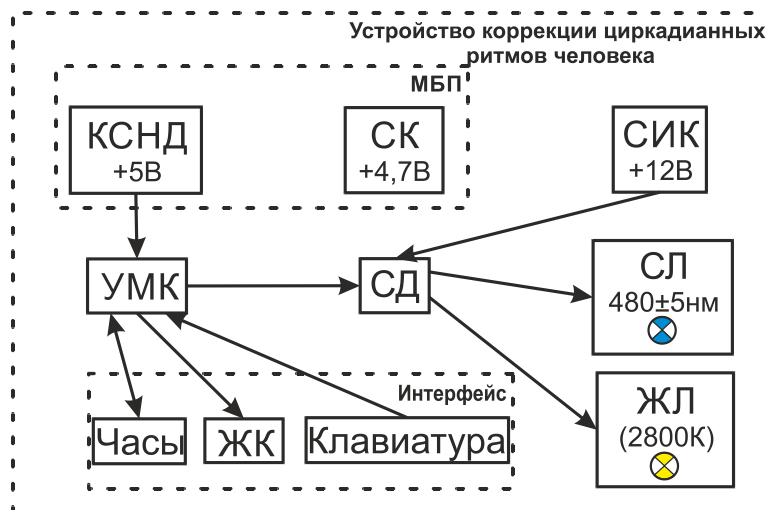 Устройство коррекции циркадианных
ритмов человека
МБП
КСНД
+5В
СК
+4,7В
СИК
+12В
УМК
СД
СЛ
480±5нм
Интерфейс
Часы
ЖК
Клавиатура
ЖЛ
(2800К)